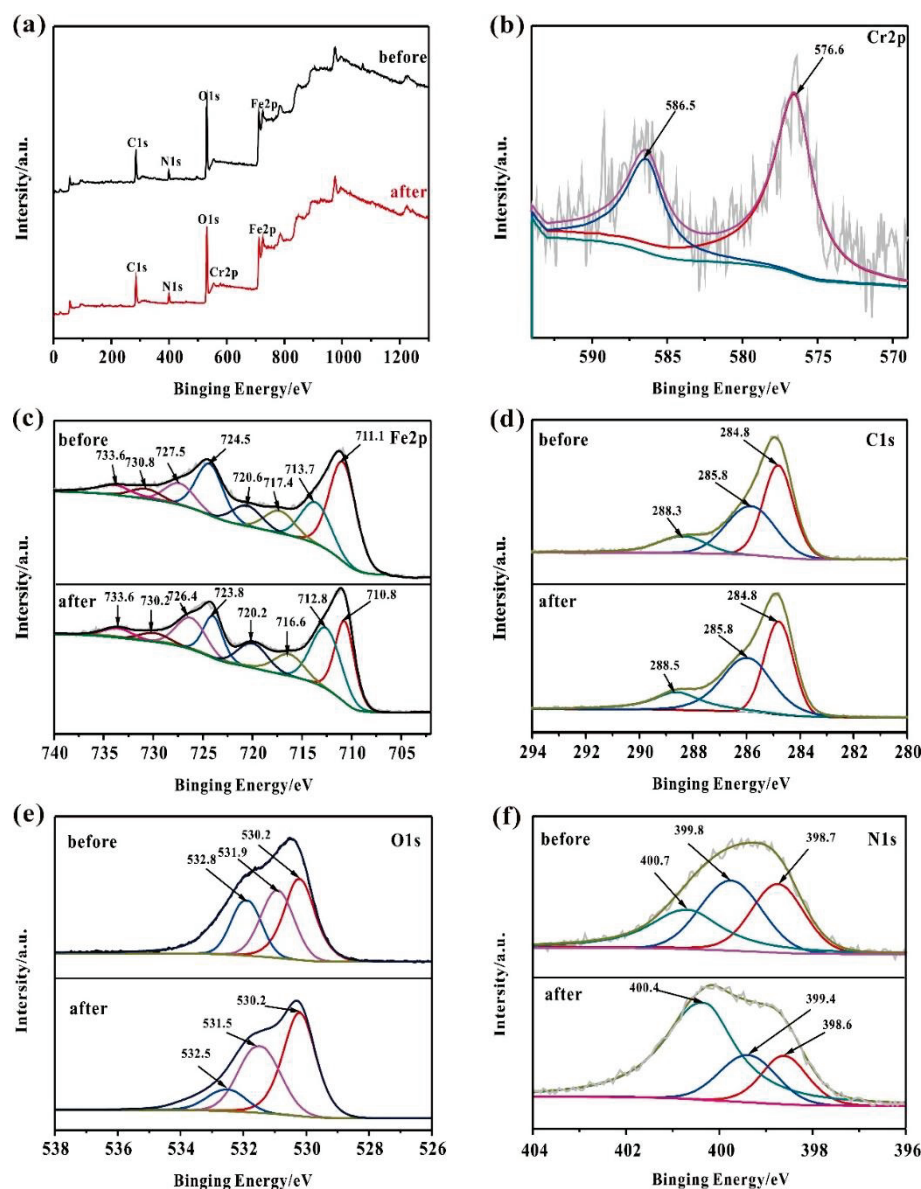 (a)
before
O1s
Fe2p
C1s
N1s
after
O1s
Fe2p
C1s
N1s
Cr2p
Intersity/a.u.
0 200 400 600 800 1000 1200
Binging Energy/eV
(b)
Cr2p
576.6
586.5
Intersity/a.u.
590 585 580 575 570
Binging Energy/eV
(c)
before
Fe2p
733.6
730.8
727.5
724.5
720.6
717.4
713.7
711.1
after
733.6
730.2
726.4
723.8
720.2
716.6
712.8
710.8
Intersity/a.u.
740 735 730 725 720 715 710 705
Binging Energy/eV
(d)
before
C1s
284.8
285.8
288.3
after
284.8
285.8
288.5
Intersity/a.u.
294 292 290 288 286 284 282 280
Binging Energy/eV
(e)
before
O1s
530.2
531.9
532.8
after
530.2
531.5
532.5
Intersity/a.u.
538 536 534 532 530 528 526
Binging Energy/eV
(f)
before
N1s
399.8
398.7
400.7
after
400.4
399.4
398.6
Intersity/a.u.
404 402 400 398 396
Binging Energy/eV